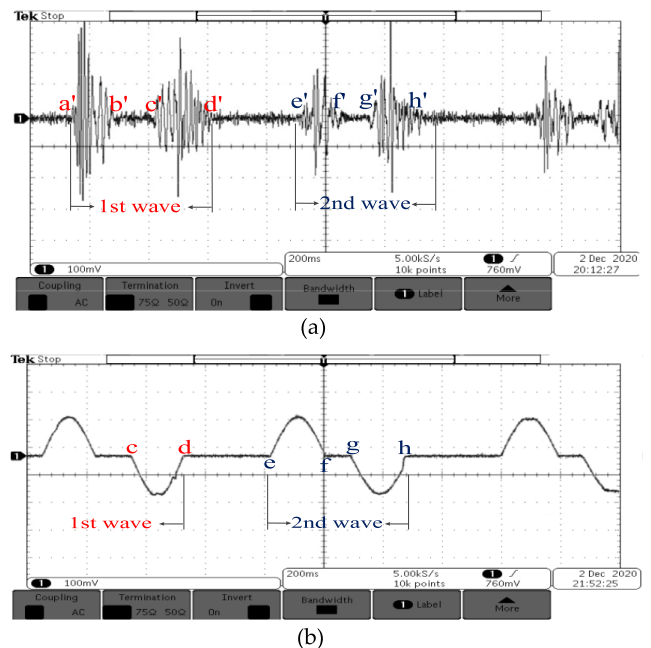 Tek Stop
a' b' c' d' e' f' g' h'
1
1st wave 2nd wave
1 100mV 200ms 5.00kS/s 10k points 1 760mV 2 Dec 2020 20:12:27
Coupling AC Termination 75Ω 50Ω Invert On Bandwidth 1 Label More
(a)
Tek Stop
1
c d e f g h
1st wave 2nd wave
1 100mV 200ms 5.00kS/s 10k points 1 760mV 2 Dec 2020 21:52:25
Coupling AC Termination 75Ω 50Ω Invert On Bandwidth 1 Label More
(b)